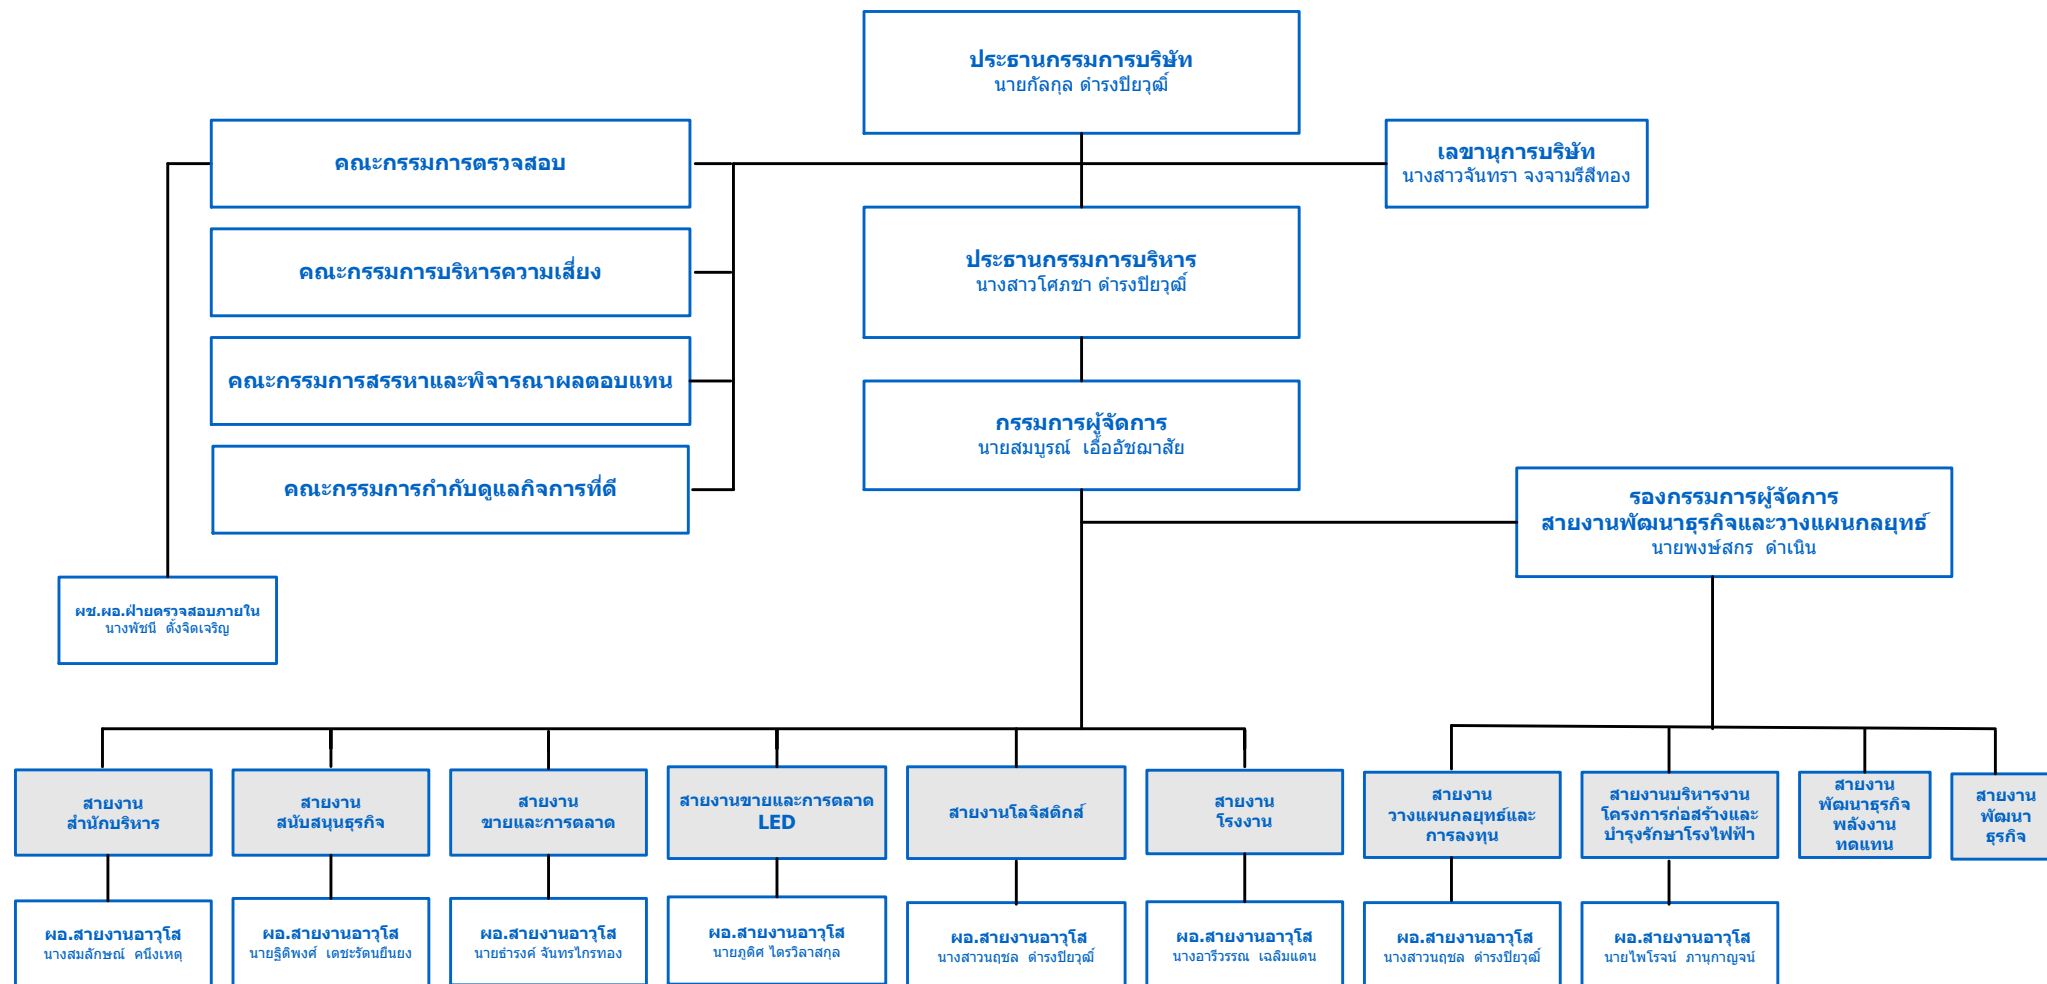 ประธานกรรมการบริษัท
นายกัลกุล ดำรงปิยวุฒิ์
คณะกรรมการตรวจสอบ
เลขานุการบริษัท
นางสาวจันทรา จงจามรีสีทอง
คณะกรรมการบริหารความเสี่ยง
ประธานกรรมการบริหาร
นางสาวโศภชา ดำรงปิยวุฒิ์
คณะกรรมการสรรหาและพิจารณาผลตอบแทน
กรรมการผู้จัดการ
นายสมบูรณ์ เอื้ออัชฌาสัย
คณะกรรมการกำกับดูแลกิจการที่ดี
รองกรรมการผู้จัดการ
สายงานพัฒนาธุรกิจและวางแผนกลยุทธ์
นายพงษ์สกร ดำเนิน
ผช.ผอ.ฝ่ายตรวจสอบภายใน
นางพัชนี ตั้งจิตเจริญ
สายงาน
สำนักบริหาร
สายงาน
สนับสนุนธุรกิจ
สายงาน
ขายและการตลาด
สายงานขายและการตลาด
LED
สายงานโลจิสติกส์
สายงาน
โรงงาน
สายงาน
วางแผนกลยุทธ์และ
การลงทุน
สายงานบริหารงาน
โครงการก่อสร้างและ
บำรุงรักษาโรงไฟฟ้า
สายงาน
พัฒนาธุรกิจ
พลังงาน
ทดแทน
สายงาน
พัฒนา
ธุรกิจ
ผอ.สายงานอาวุโส
นางสมลักษณ์ คนึงเหตุ
ผอ.สายงานอาวุโส
นายฐิติพงศ์ เตชะรัตนยืนยง
ผอ.สายงานอาวุโส
นายธำรงค์ จันทรไกรทอง
ผอ.สายงานอาวุโส
นายภูดิศ ไตรวิลาสกุล
ผอ.สายงานอาวุโส
นางสาวนฤชล ดำรงปิยวุฒิ์
ผอ.สายงานอาวุโส
นางอารีวรรณ เฉลิมแดน
ผอ.สายงานอาวุโส
นางสาวนฤชล ดำรงปิยวุฒิ์
ผอ.สายงานอาวุโส
นายไพโรจน์ ภานุกาญจน์